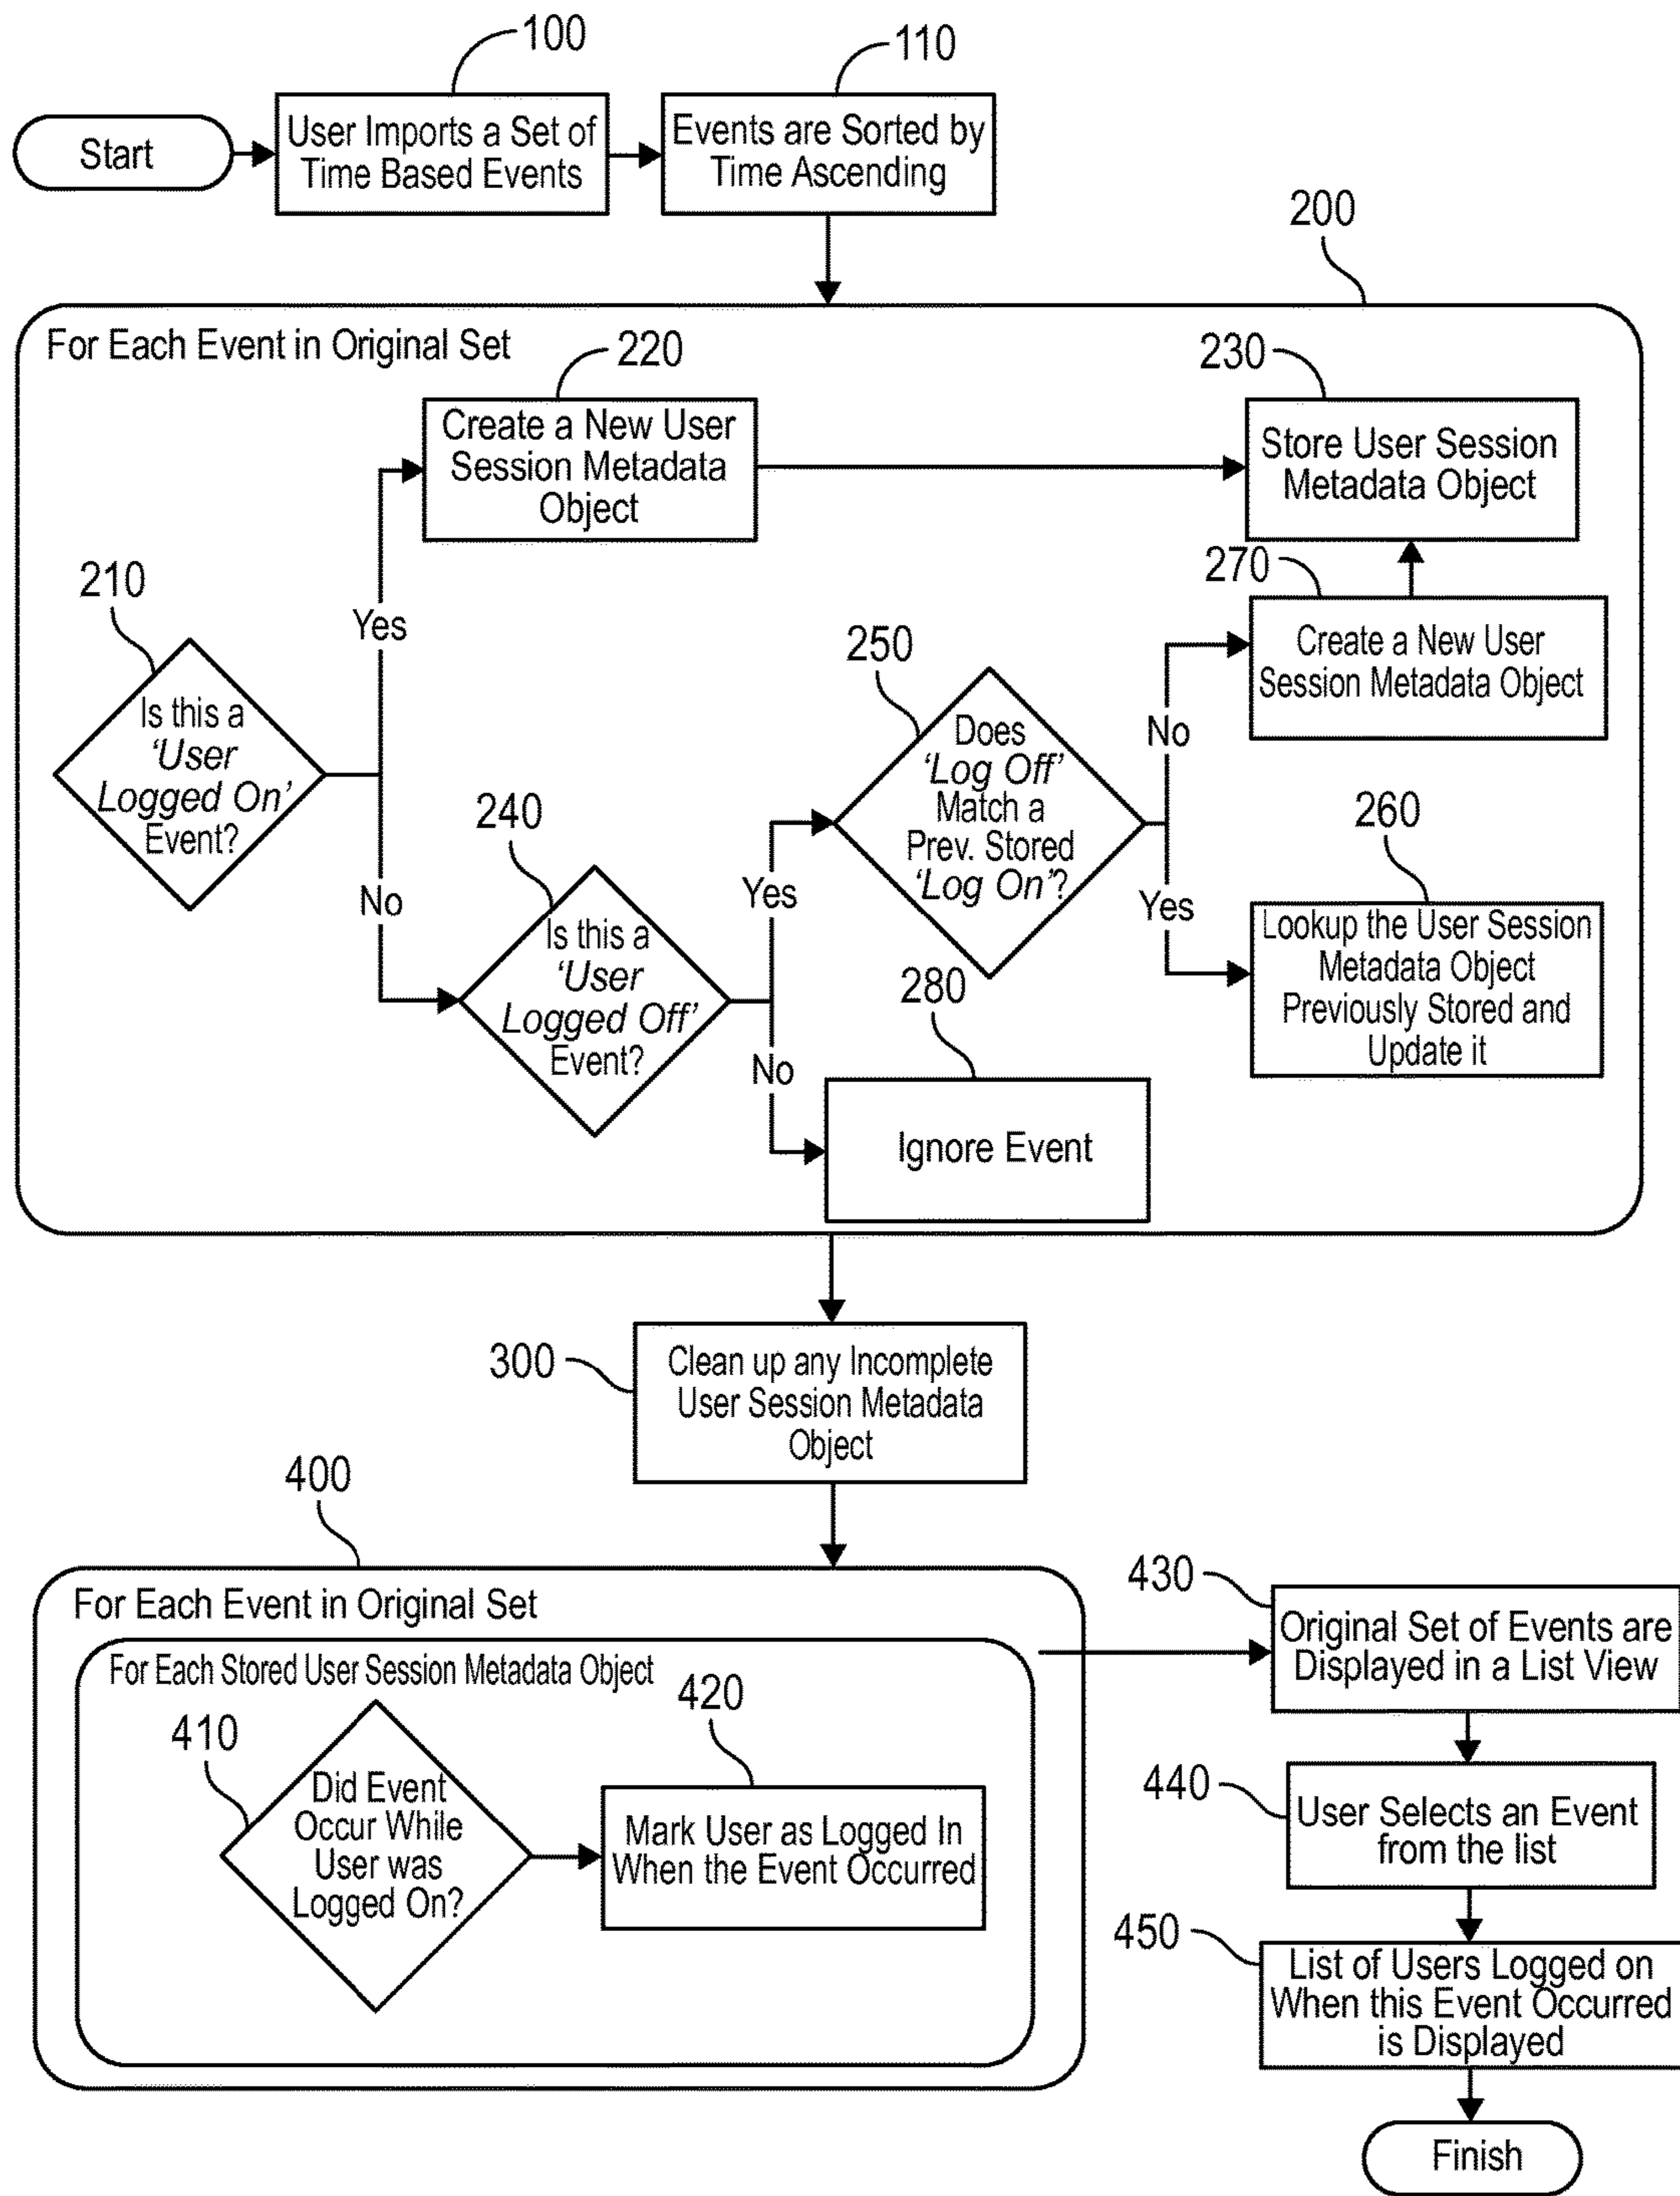 100
110
Start
User Imports a Set of
Time Based Events
Events are Sorted by
Time Ascending
200
For Each Event in Original Set
220
230
Create a New User
Session Metadata
Object
Store User Session
Metadata Object
210
Yes
270
Create a New User
Session Metadata Object
250
Is this a
‘User
Logged On’
Event?
Does
‘Log Off’
Match a
Prev. Stored
‘Log On’?
No
No
240
Yes
Yes
260
Lookup the User Session
Metadata Object
Previously Stored and
Update it
Is this a
‘User
Logged Off’
Event?
280
No
Ignore Event
300
Clean up any Incomplete
User Session Metadata
Object
400
For Each Event in Original Set
For Each Stored User Session Metadata Object
410
Did Event
Occur While
User was
Logged On?
420
Mark User as Logged In
When the Event Occurred
430
Original Set of Events are
Displayed in a List View
440
User Selects an Event
from the list
450
List of Users Logged on
When this Event Occurred
is Displayed
Finish